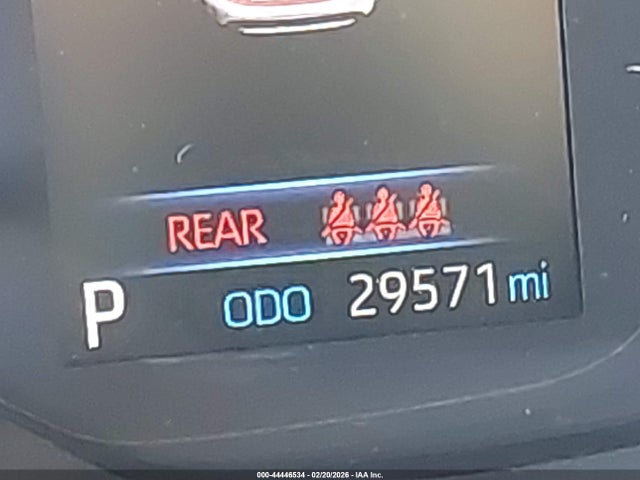 REAR
P ODO 29571 mi
000-44446534 - 02/20/2026 - IAA Inc.